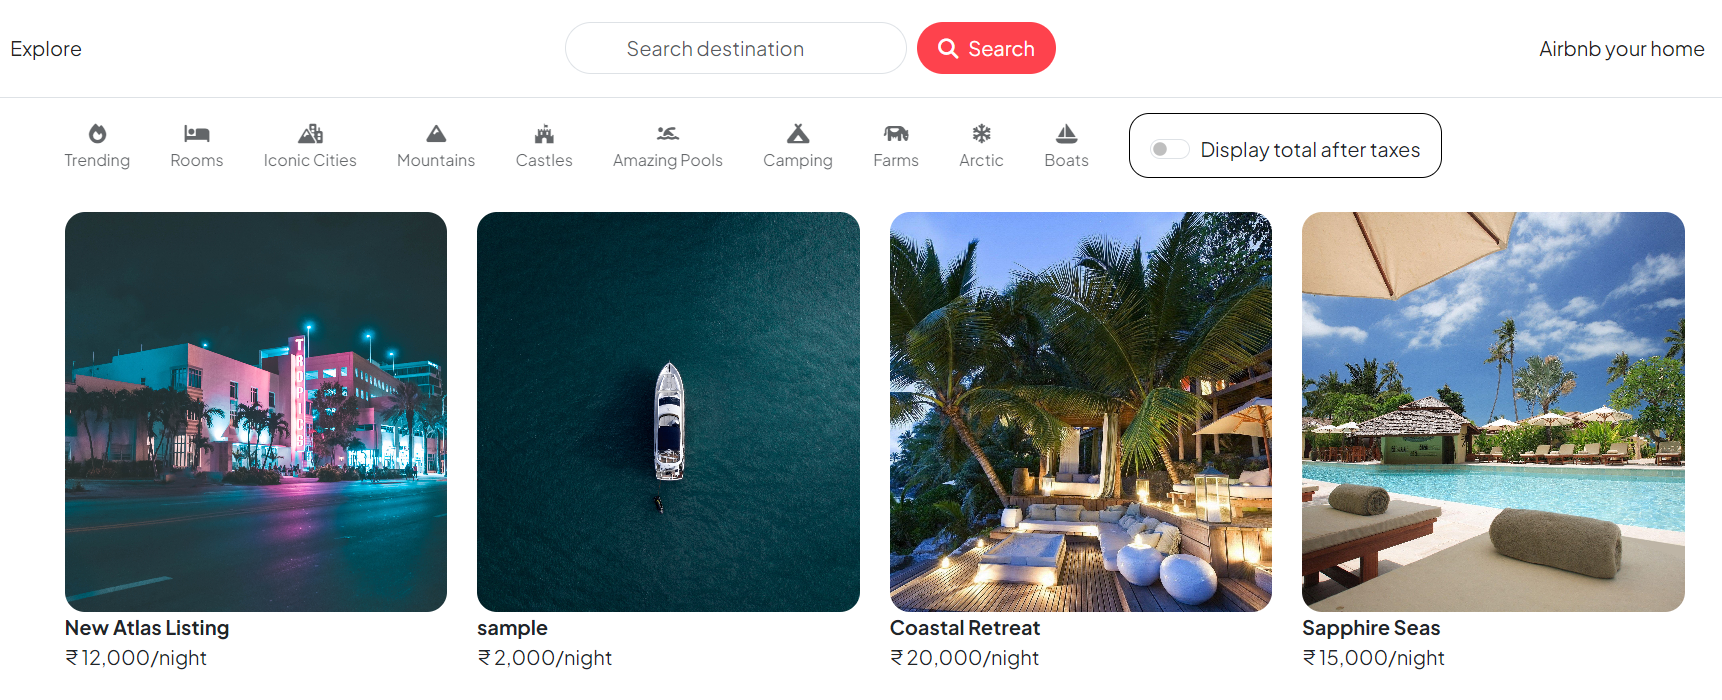 Explore
Search destination
Search
Airbnb your home
Trending
Rooms
Iconic Cities
Mountains
Castles
Amazing Pools
Camping
Farms
Arctic
Boats
Display total after taxes
TROPICS
New Atlas Listing
₹ 12,000/night
sample
₹ 2,000/night
Coastal Retreat
₹ 20,000/night
Sapphire Seas
₹ 15,000/night